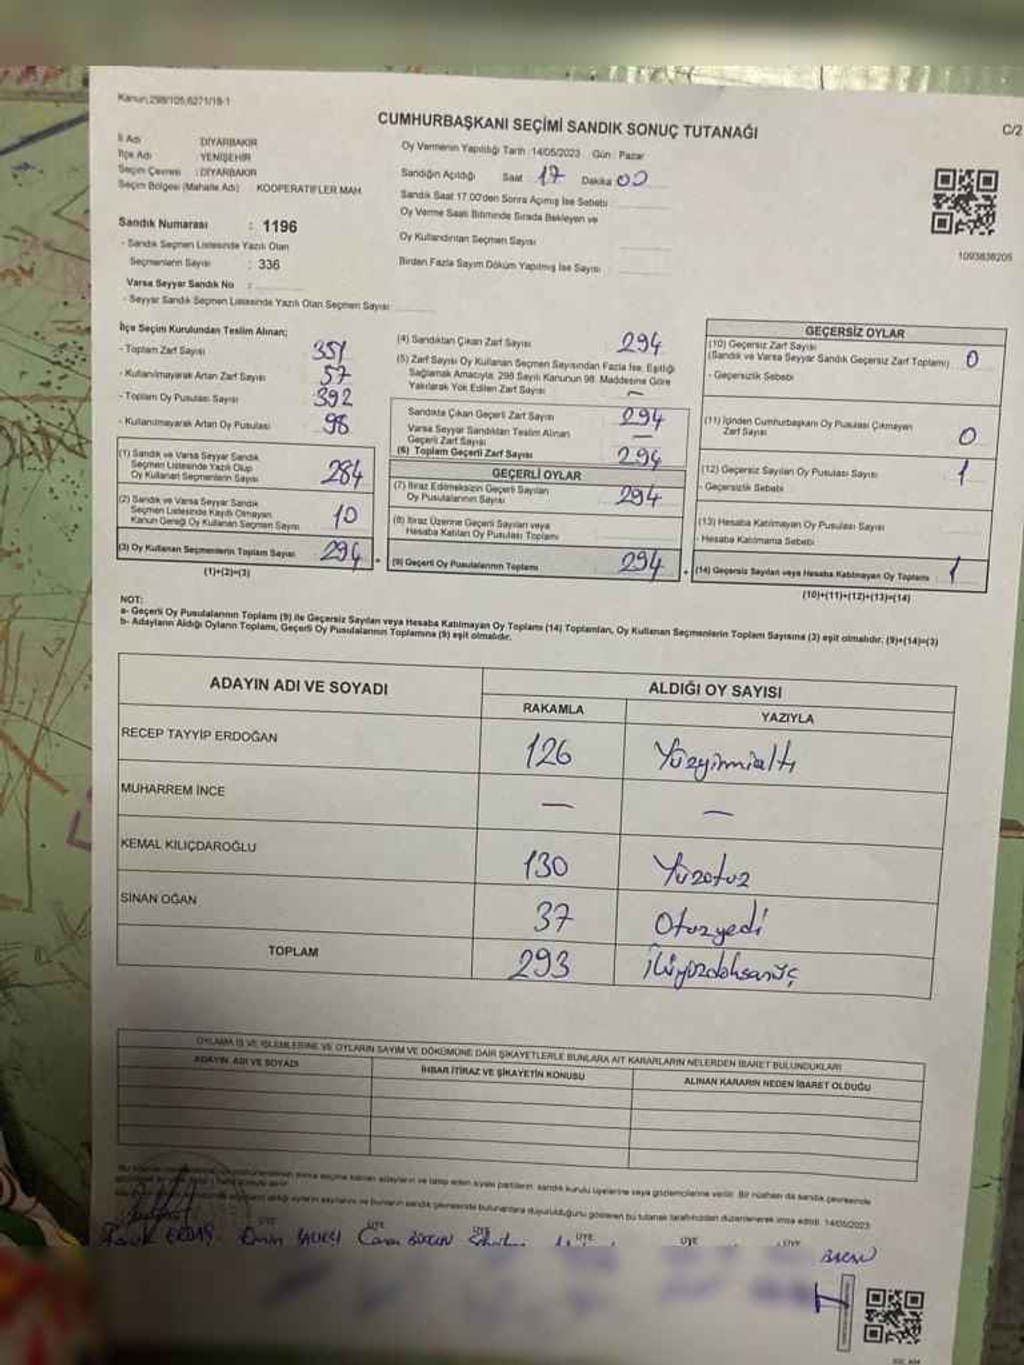 Kanun;298/105,6271/18-1
CUMHURBAŞKANI SEÇİMİ SANDIK SONUÇ TUTANAĞI
C/2
İl Adı : DİYARBAKIR
İlçe Adı : YENİŞEHİR
Seçim Çevresi : DİYARBAKIR
Seçim Bölgesi (Mahalle Adı) : KOOPERATİFLER MAH.
Oy Vermenin Yapıldığı Tarih : 14/05/2023 Gün : Pazar
Sandığın Açıldığı Saat : 17 Dakika : 00
Sandık Saat 17.00'den Sonra Açılmış İse Sebebi
Oy Verme Saati Bitiminde Sırada Bekleyen ve
Oy Kullandırılan Seçmen Sayısı
Birden Fazla Sayım Döküm Yapılmış İse Sayısı
1093838205
Sandık Numarası : 1196
- Sandık Seçmen Listesinde Yazılı Olan
Seçmenlerin Sayısı : 336
Varsa Seyyar Sandık No :
- Seyyar Sandık Seçmen Listesinde Yazılı Olan Seçmen Sayısı
İlçe Seçim Kurulundan Teslim Alınan;
- Toplam Zarf Sayısı 351
- Kullanılmayarak Artan Zarf Sayısı 57
- Toplam Oy Pusulası Sayısı 392
- Kullanılmayarak Artan Oy Pusulası 98
(1) Sandık ve Varsa Seyyar Sandık
Seçmen Listesinde Yazılı Olup
Oy Kullanan Seçmenlerin Sayısı 284
(2) Sandık ve Varsa Seyyar Sandık
Seçmen Listesinde Kaydı Olmayan
Kanun Gereği Oy Kullanan Seçmen Sayısı 10
(3) Oy Kullanan Seçmenlerin Toplam Sayısı 294
(1)+(2)=(3)
(4) Sandıktan Çıkan Zarf Sayısı 294
(5) Zarf Sayısı Oy Kullanan Seçmen Sayısından Fazla İse, Eşitliği
Sağlamak Amacıyla, 298 Sayılı Kanunun 98. Maddesine Göre
Yakılarak Yok Edilen Zarf Sayısı –
Sandıkta Çıkan Geçerli Zarf Sayısı 294
Varsa Seyyar Sandıktan Teslim Alınan
Geçerli Zarf Sayısı —
(6) Toplam Geçerli Zarf Sayısı 294
GEÇERLİ OYLAR
(7) İtiraz Edilmeksizin Geçerli Sayılan
Oy Pusulalarının Sayısı 294
(8) İtiraz Üzerine Geçerli Sayılan veya
Hesaba Katılan Oy Pusulası Toplamı
(9) Geçerli Oy Pusulalarının Toplamı 294
GEÇERSİZ OYLAR
(10) Geçersiz Zarf Sayısı
(Sandık ve Varsa Seyyar Sandık Geçersiz Zarf Toplamı) 0
- Geçersizlik Sebebi
(11) İçinden Cumhurbaşkanı Oy Pusulası Çıkmayan
Zarf Sayısı 0
(12) Geçersiz Sayılan Oy Pusulası Sayısı 1
- Geçersizlik Sebebi
(13) Hesaba Katılmayan Oy Pusulası Sayısı
- Hesaba Katılmama Sebebi
(14) Geçersiz Sayılan veya Hesaba Katılmayan Oy Toplamı 1
(10)+(11)+(12)+(13)=(14)
NOT:
a- Geçerli Oy Pusulalarının Toplamı (9) ile Geçersiz Sayılan veya Hesaba Katılmayan Oy Toplamı (14) Toplamları, Oy Kullanan Seçmenlerin Toplam Sayısına (3) eşit olmalıdır. (9)+(14)=(3)
b- Adayların Aldığı Oyların Toplamı, Geçerli Oy Pusulalarının Toplamına (9) eşit olmalıdır.
ADAYIN ADI VE SOYADI
ALDIĞI OY SAYISI
RAKAMLA YAZIYLA
RECEP TAYYİP ERDOĞAN 126 Yüzyirmialtı
MUHARREM İNCE — —
KEMAL KILIÇDAROĞLU 130 Yüzotuz
SİNAN OĞAN 37 Otuzyedi
TOPLAM 293 İkiyüzdoksanüç
OYLAMA İŞ VE İŞLEMLERİNE VE OYLARIN SAYIM VE DÖKÜMÜNE DAİR ŞİKAYETLERLE BUNLARA AİT KARARLARIN NELERDEN İBARET BULUNDUKLARI
ADAYIN ADI VE SOYADI
İHBAR İTİRAZ VE ŞİKAYETİN KONUSU
ALINAN KARARIN NEDEN İBARET OLDUĞU
adayların ve talep eden siyasi partilerin, sandık kurulu üyelerine veya gözlemcilerine verilir. Bir nüshası da sandık çevresinde
aldığı oyların sayılarını ve bunların sandık çevresinde bulunanlara duyurulduğunu gösteren bu tutanak tarafımızdan düzenlenerek imza edildi. 14/05/2023
ÜYE ÜYE ÜYE ÜYE ÜYE ÜYE
Emin